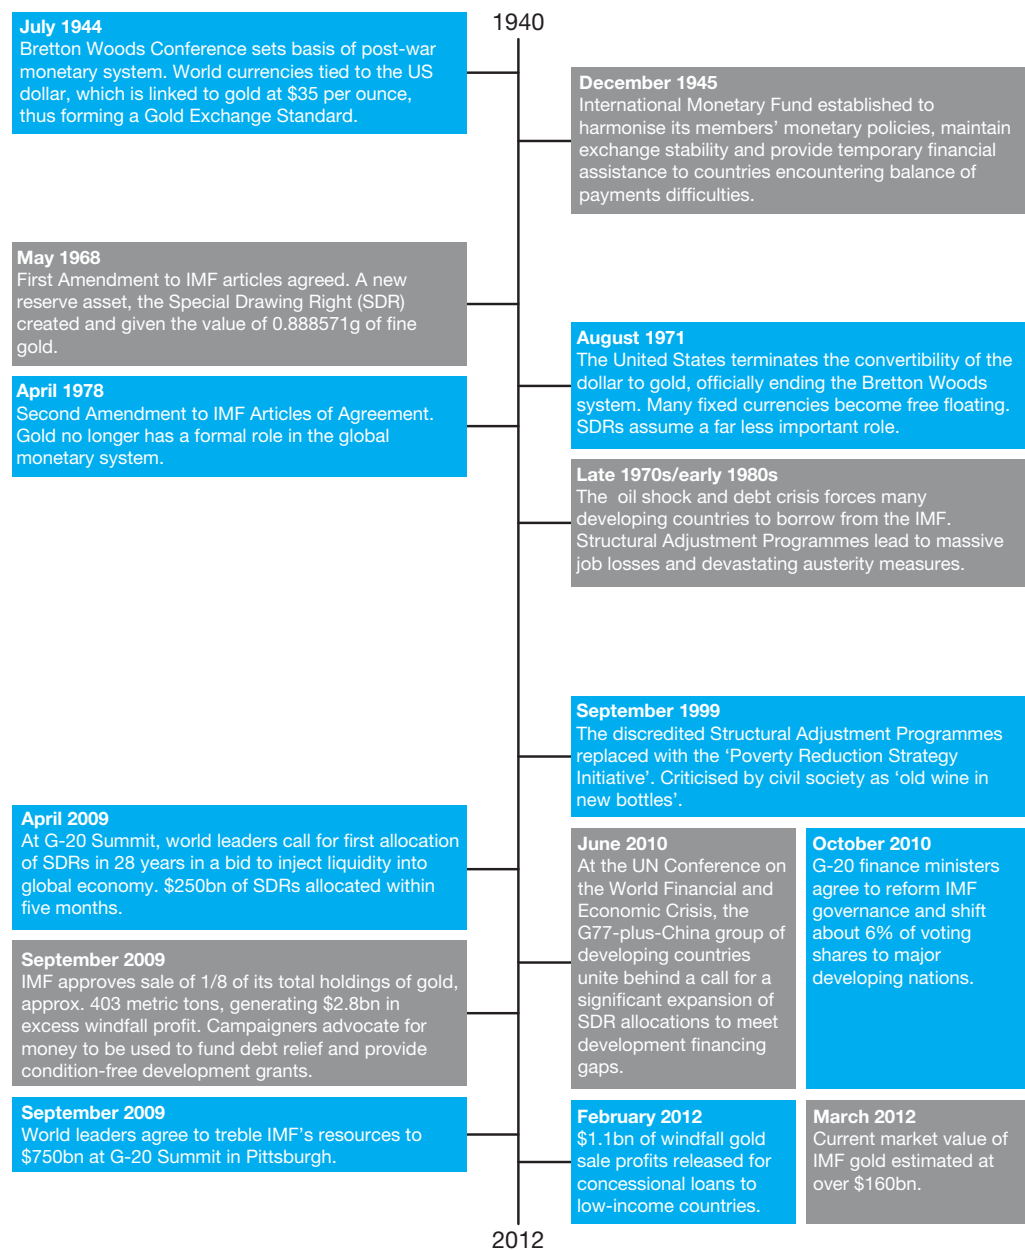 1940
July 1944
Bretton Woods Conference sets basis of post-war
monetary system. World currencies tied to the US
dollar, which is linked to gold at $35 per ounce,
thus forming a Gold Exchange Standard.
December 1945
International Monetary Fund established to
harmonise its members’ monetary policies, maintain
exchange stability and provide temporary financial
assistance to countries encountering balance of
payments difficulties.
May 1968
First Amendment to IMF articles agreed. A new
reserve asset, the Special Drawing Right (SDR)
created and given the value of 0.888571g of fine
gold.
August 1971
The United States terminates the convertibility of the
dollar to gold, officially ending the Bretton Woods
system. Many fixed currencies become free floating.
SDRs assume a far less important role.
April 1978
Second Amendment to IMF Articles of Agreement.
Gold no longer has a formal role in the global
monetary system.
Late 1970s/early 1980s
The oil shock and debt crisis forces many
developing countries to borrow from the IMF.
Structural Adjustment Programmes lead to massive
job losses and devastating austerity measures.
September 1999
The discredited Structural Adjustment Programmes
replaced with the ‘Poverty Reduction Strategy
Initiative’. Criticised by civil society as ‘old wine in
new bottles’.
April 2009
At G-20 Summit, world leaders call for first allocation
of SDRs in 28 years in a bid to inject liquidity into
global economy. $250bn of SDRs allocated within
five months.
September 2009
IMF approves sale of 1/8 of its total holdings of gold,
approx. 403 metric tons, generating $2.8bn in
excess windfall profit. Campaigners advocate for
money to be used to fund debt relief and provide
condition-free development grants.
September 2009
World leaders agree to treble IMF’s resources to
$750bn at G-20 Summit in Pittsburgh.
June 2010
At the UN Conference on
the World Financial and
Economic Crisis, the
G77-plus-China group of
developing countries
unite behind a call for a
significant expansion of
SDR allocations to meet
development financing
gaps.
October 2010
G-20 finance ministers
agree to reform IMF
governance and shift
about 6% of voting
shares to major
developing nations.
February 2012
$1.1bn of windfall gold
sale profits released for
concessional loans to
low-income countries.
March 2012
Current market value of
IMF gold estimated at
over $160bn.
2012